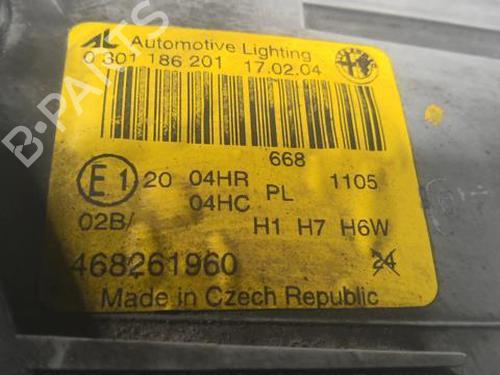 AL Automotive Lighting
0 301 186 201 17.02.04
668
E1 20 04HR PL 1105
04HC
02B/ H1 H7 H6W
468261960 24
Made in Czech Republic
B-PARTS